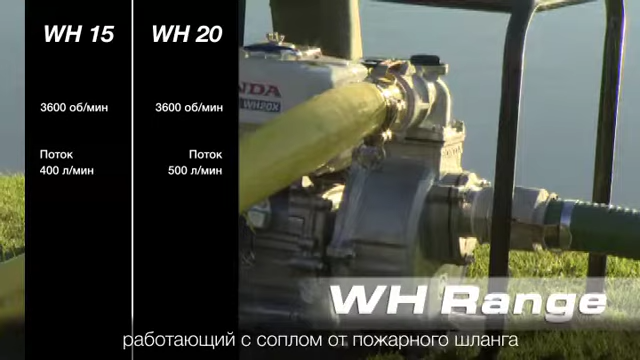 WH 15 WH 20
3600 об/мин 3600 об/мин
Поток Поток
400 л/мин 500 л/мин
NDA
WH20X
WH Range
работающий с соплом от пожарного шланга